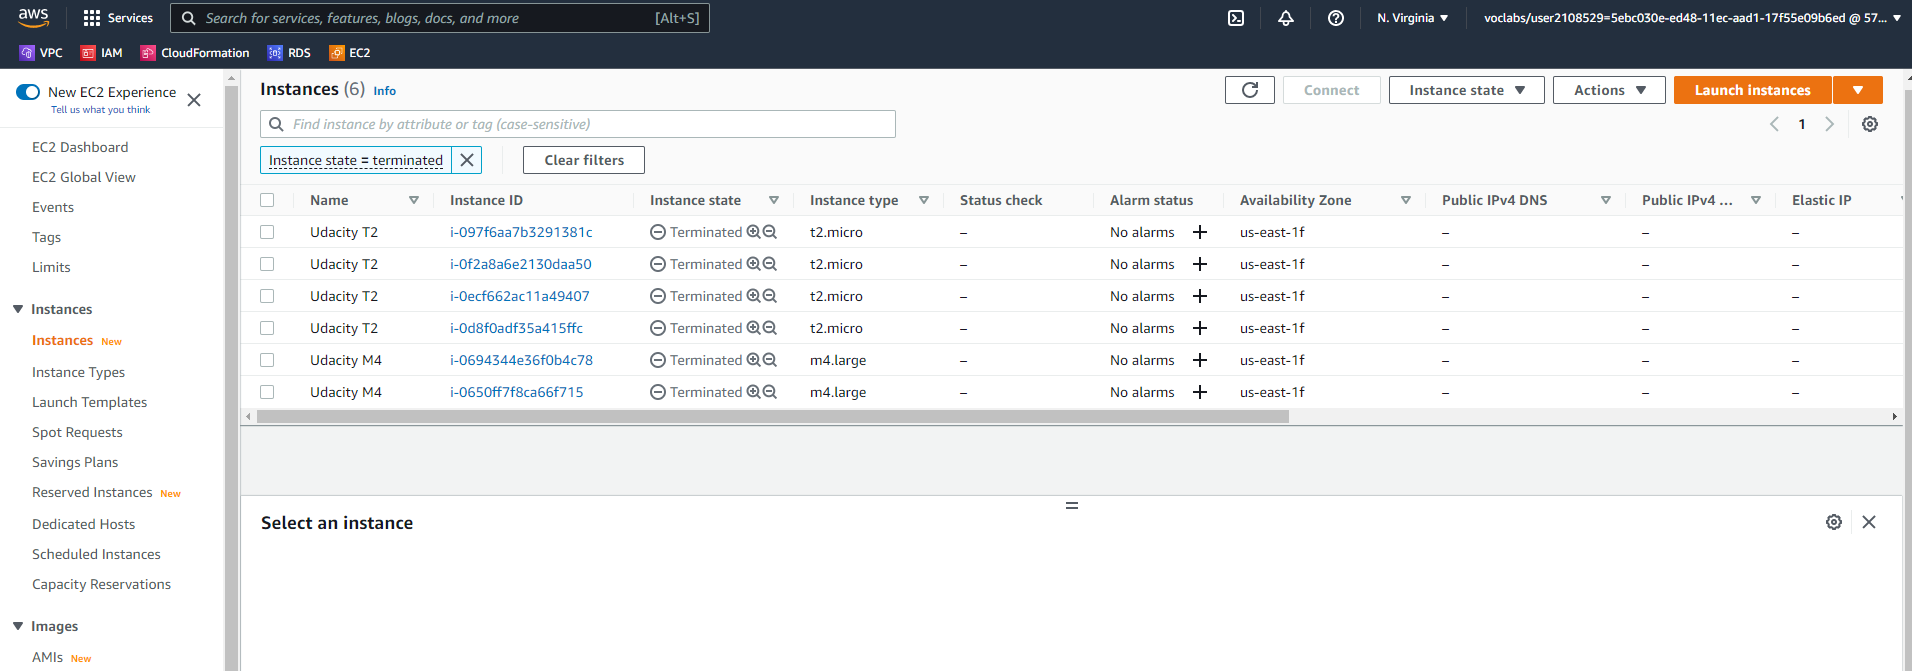 aws Services Search for services, features, blogs, docs, and more [Alt+S] N. Virginia voclabs/user2108529=5ebc030e-ed48-11ec-aad1-17f55e09b6ed @ 57...
VPC IAM CloudFormation RDS EC2
New EC2 Experience
Tell us what you think
EC2 Dashboard
EC2 Global View
Events
Tags
Limits
Instances
Instances New
Instance Types
Launch Templates
Spot Requests
Savings Plans
Reserved Instances New
Dedicated Hosts
Scheduled Instances
Capacity Reservations
Images
AMIs New
Instances (6) Info
Connect Instance state Actions Launch instances
Find instance by attribute or tag (case-sensitive)
1
Instance state = terminated Clear filters
Name Instance ID Instance state Instance type Status check Alarm status Availability Zone Public IPv4 DNS Public IPv4 ... Elastic IP
Udacity T2 i-097f6aa7b3291381c Terminated t2.micro – No alarms us-east-1f – – –
Udacity T2 i-0f2a8a6e2130daa50 Terminated t2.micro – No alarms us-east-1f – – –
Udacity T2 i-0ecf662ac11a49407 Terminated t2.micro – No alarms us-east-1f – – –
Udacity T2 i-0d8f0adf35a415ffc Terminated t2.micro – No alarms us-east-1f – – –
Udacity M4 i-0694344e36f0b4c78 Terminated m4.large – No alarms us-east-1f – – –
Udacity M4 i-0650ff7f8ca66f715 Terminated m4.large – No alarms us-east-1f – – –
Select an instance